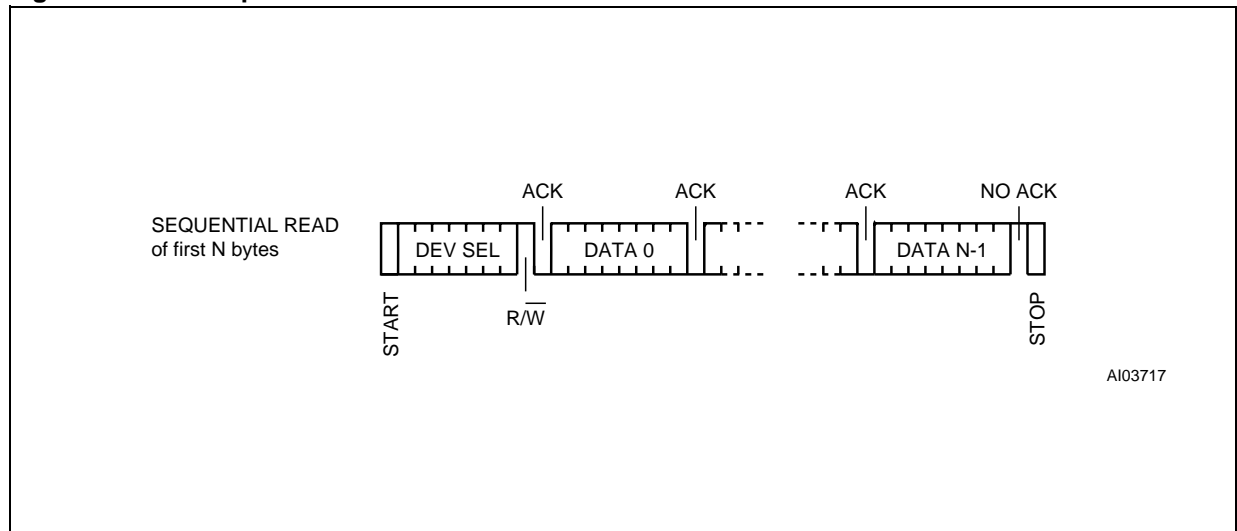 ACK ACK ACK NO ACK
SEQUENTIAL READ
of first N bytes
DEV SEL DATA 0 DATA N-1
R/W̅
START
STOP
AI03717